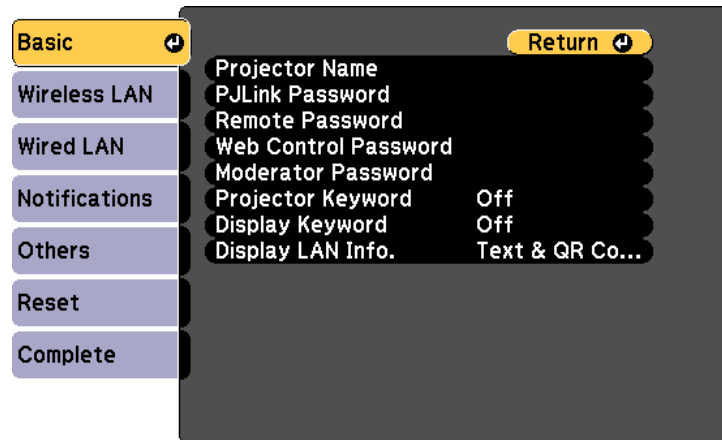 Basic
Wireless LAN
Wired LAN
Notifications
Others
Reset
Complete
Return
Projector Name
PJLink Password
Remote Password
Web Control Password
Moderator Password
Projector Keyword Off
Display Keyword Off
Display LAN Info. Text & QR Co...